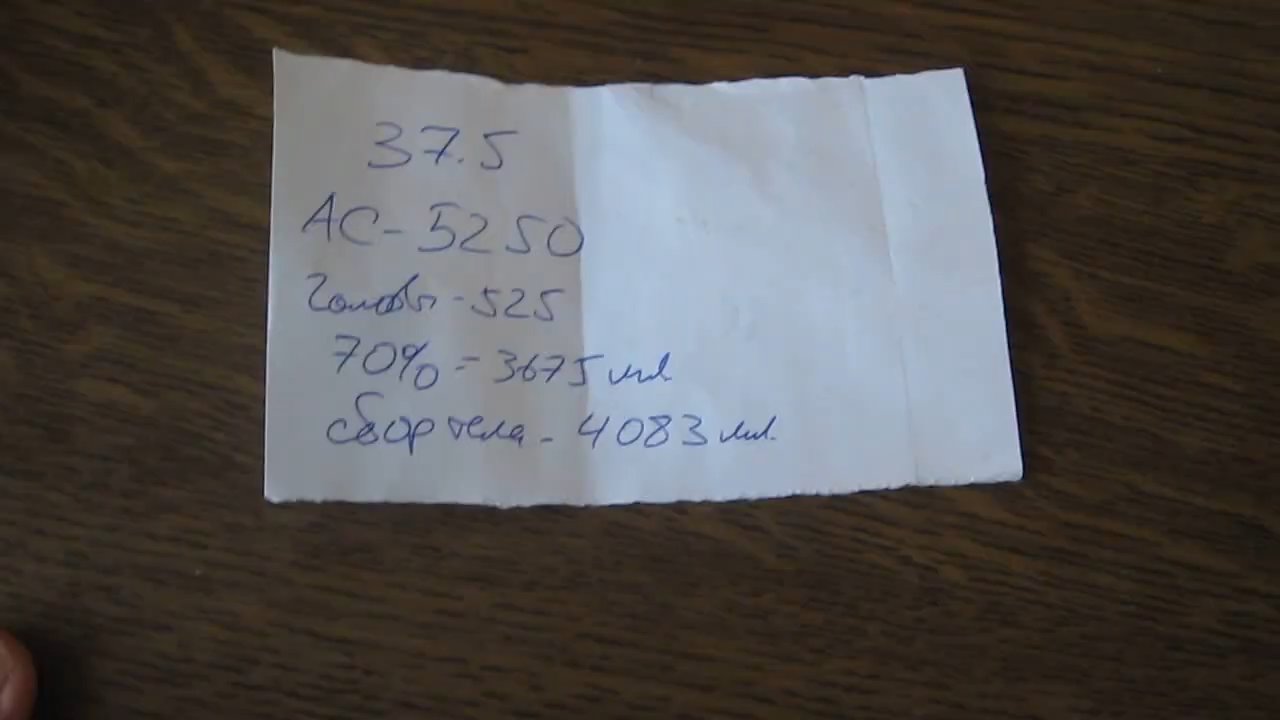 37.5
АС-5250
Головы-525
70%=3675 мл
сбор тела-4083 мл.